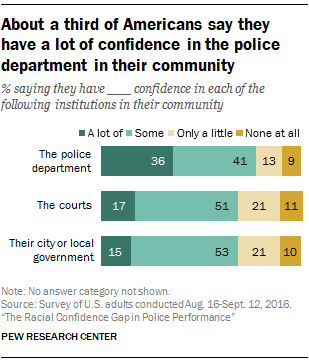 About a third of Americans say they
have a lot of confidence in the police
department in their community
% saying they have ____ confidence in each of the
following institutions in their community
A lot of Some Only a little None at all
The police
department
36 41 13 9
The courts 17 51 21 11
Their city or local
government
15 53 21 10
Note: No answer category not shown.
Source: Survey of U.S. adults conducted Aug. 16-Sept. 12, 2016.
“The Racial Confidence Gap in Police Performance”
PEW RESEARCH CENTER